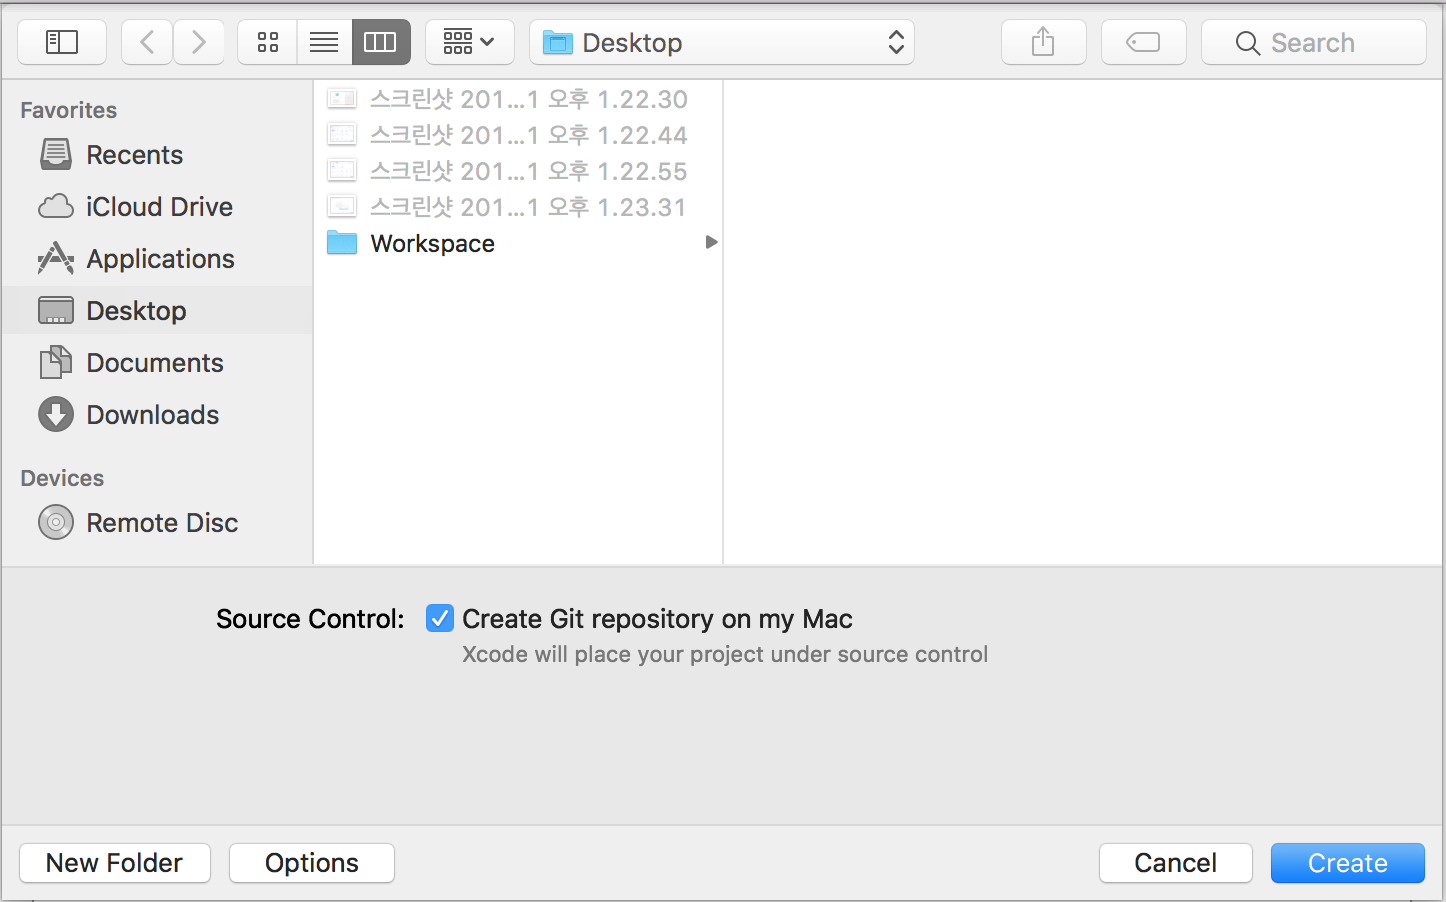 Desktop
Search
Favorites
Recents
iCloud Drive
Applications
Desktop
Documents
Downloads
Devices
Remote Disc
스크린샷 201...1 오후 1.22.30
스크린샷 201...1 오후 1.22.44
스크린샷 201...1 오후 1.22.55
스크린샷 201...1 오후 1.23.31
Workspace
Source Control: Create Git repository on my Mac
Xcode will place your project under source control
New Folder Options Cancel Create